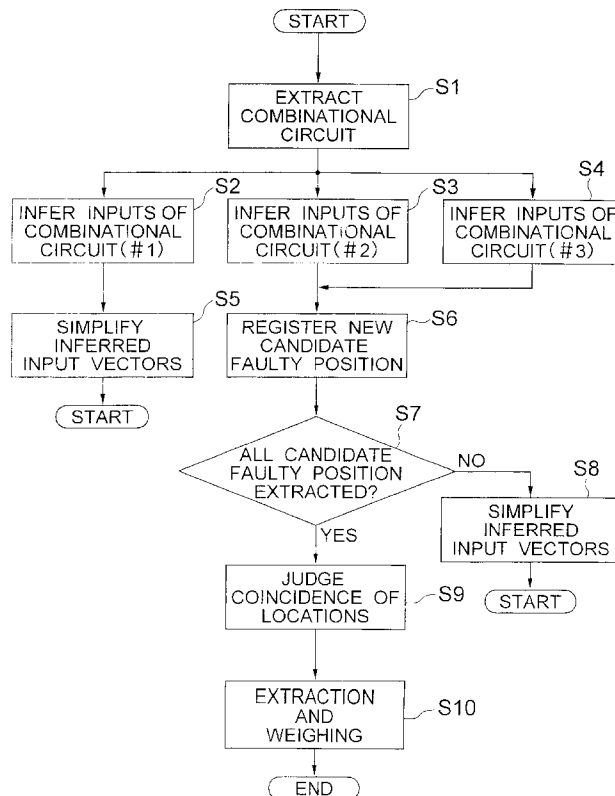 START
S1
EXTRACT
COMBINATIONAL
CIRCUIT
S2
INFER INPUTS OF
COMBINATIONAL
CIRCUIT(#1)
S3
INFER INPUTS OF
COMBINATIONAL
CIRCUIT(#2)
S4
INFER INPUTS OF
COMBINATIONAL
CIRCUIT(#3)
S5
SIMPLIFY
INFERRED
INPUT VECTORS
START
S6
REGISTER NEW
CANDIDATE
FAULTY POSITION
S7
ALL CANDIDATE
FAULTY POSITION
EXTRACTED?
NO
YES
S8
SIMPLIFY
INFERRED
INPUT VECTORS
START
JUDGE
COINCIDENCE OF
LOCATIONS
S9
EXTRACTION
AND
WEIGHING
S10
END